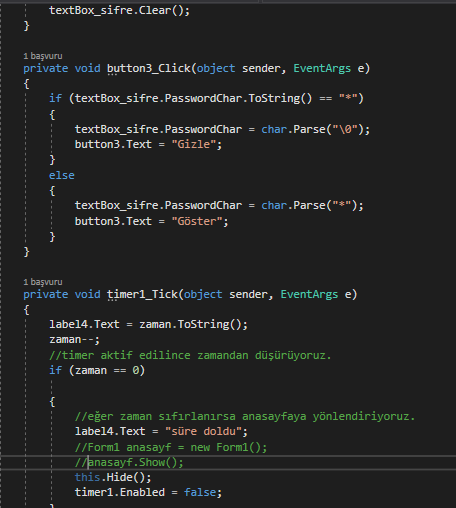 textBox_sifre.Clear();
}
1 başvuru
private void button3_Click(object sender, EventArgs e)
{
if (textBox_sifre.PasswordChar.ToString() == "*")
{
textBox_sifre.PasswordChar = char.Parse("\0");
button3.Text = "Gizle";
}
else
{
textBox_sifre.PasswordChar = char.Parse("*");
button3.Text = "Göster";
}
}
1 başvuru
private void timer1_Tick(object sender, EventArgs e)
{
label4.Text = zaman.ToString();
zaman--;
//timer aktif edilince zamandan düşürüyoruz.
if (zaman == 0)
{
//eğer zaman sıfırlanırsa anasayfaya yönlendiriyoruz.
label4.Text = "süre doldu";
//Form1 anasayf = new Form1();
//anasayf.Show();
this.Hide();
timer1.Enabled = false;
}